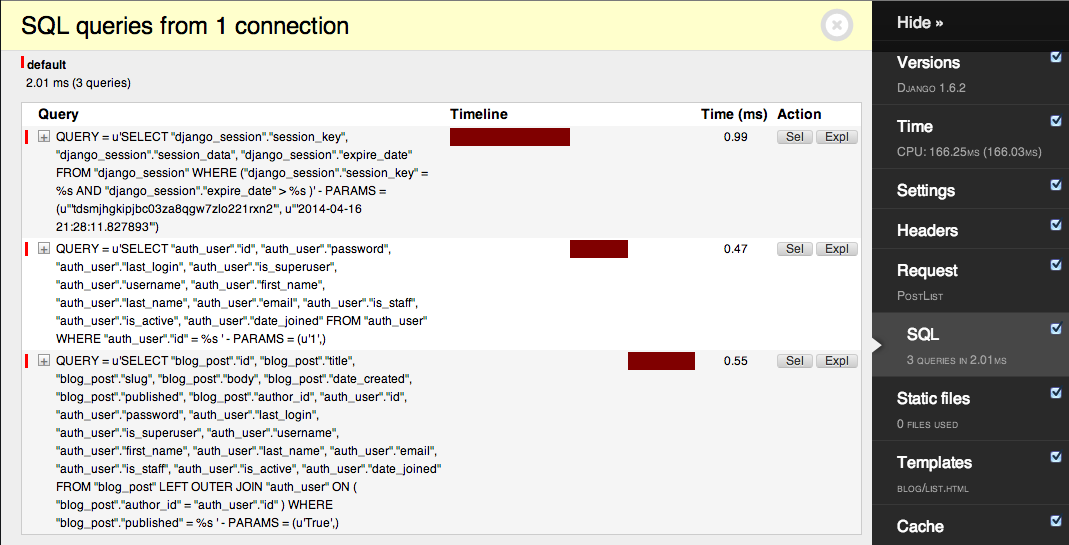 SQL queries from 1 connection
default
2.01 ms (3 queries)
Query Timeline Time (ms) Action
QUERY = u'SELECT "django_session"."session_key", 0.99 Sel Expl
"django_session"."session_data", "django_session"."expire_date"
FROM "django_session" WHERE ("django_session"."session_key" =
%s AND "django_session"."expire_date" > %s )' - PARAMS =
(u"'tdsmjhgkipjbc03za8qgw7zlo221rxn2'", u"'2014-04-16
21:28:11.827893'")
QUERY = u'SELECT "auth_user"."id", "auth_user"."password", 0.47 Sel Expl
"auth_user"."last_login", "auth_user"."is_superuser",
"auth_user"."username", "auth_user"."first_name",
"auth_user"."last_name", "auth_user"."email", "auth_user"."is_staff",
"auth_user"."is_active", "auth_user"."date_joined" FROM "auth_user"
WHERE "auth_user"."id" = %s ' - PARAMS = (u'1',)
QUERY = u'SELECT "blog_post"."id", "blog_post"."title", 0.55 Sel Expl
"blog_post"."slug", "blog_post"."body", "blog_post"."date_created",
"blog_post"."published", "blog_post"."author_id", "auth_user"."id",
"auth_user"."password", "auth_user"."last_login",
"auth_user"."is_superuser", "auth_user"."username",
"auth_user"."first_name", "auth_user"."last_name", "auth_user"."email",
"auth_user"."is_staff", "auth_user"."is_active", "auth_user"."date_joined"
FROM "blog_post" LEFT OUTER JOIN "auth_user" ON (
"blog_post"."author_id" = "auth_user"."id" ) WHERE
"blog_post"."published" = %s ' - PARAMS = (u'True',)
Hide »
Versions
Django 1.6.2
Time
CPU: 166.25ms (166.03ms)
Settings
Headers
Request
PostList
SQL
3 queries in 2.01ms
Static files
0 files used
Templates
blog/list.html
Cache